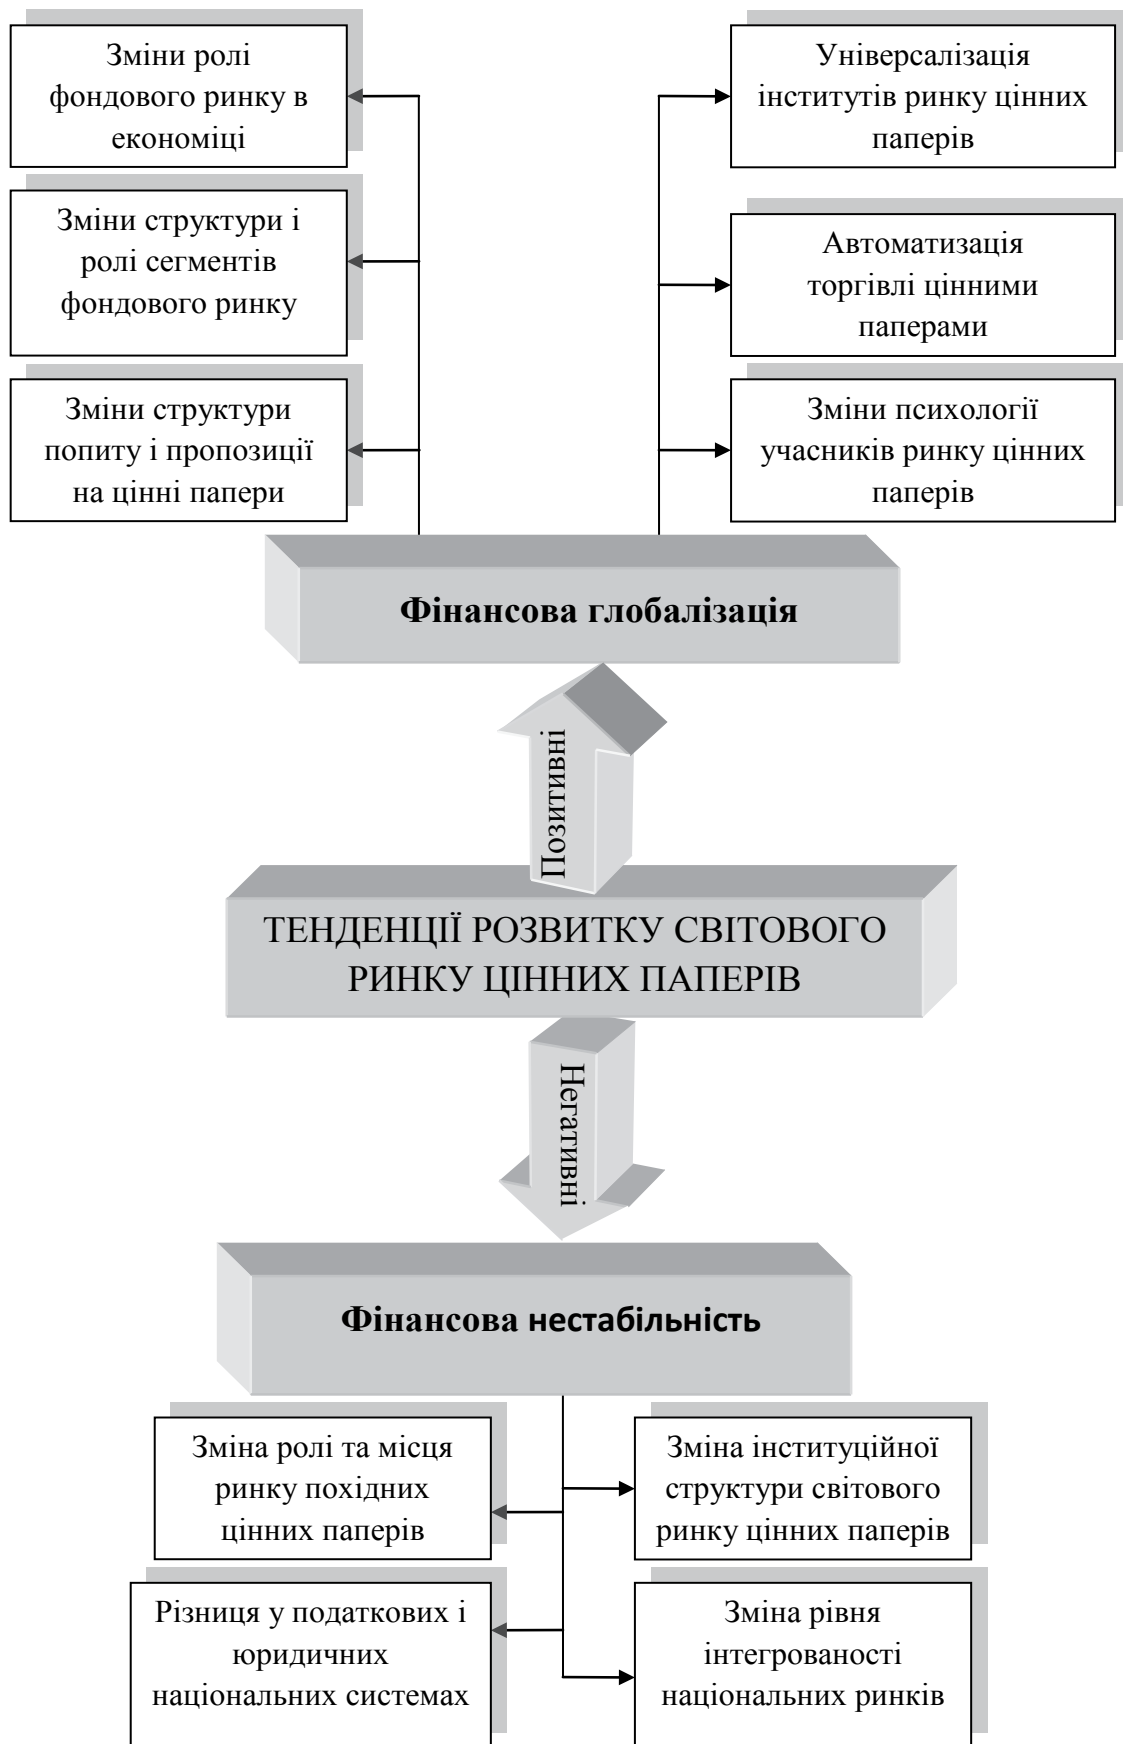 Зміни ролі
фондового ринку в
економіці
Універсалізація
інститутів ринку цінних
паперів
Зміни структури і
ролі сегментів
фондового ринку
Автоматизація
торгівлі цінними
паперами
Зміни структури
попиту і пропозиції
на цінні папери
Зміни психології
учасників ринку цінних
паперів
Фінансова глобалізація
Позитивні
ТЕНДЕНЦІЇ РОЗВИТКУ СВІТОВОГО
РИНКУ ЦІННИХ ПАПЕРІВ
Негативні
Фінансова нестабільність
Зміна ролі та місця
ринку похідних
цінних паперів
Зміна інституційної
структури світового
ринку цінних паперів
Різниця у податкових і
юридичних
національних системах
Зміна рівня
інтегрованості
національних ринків